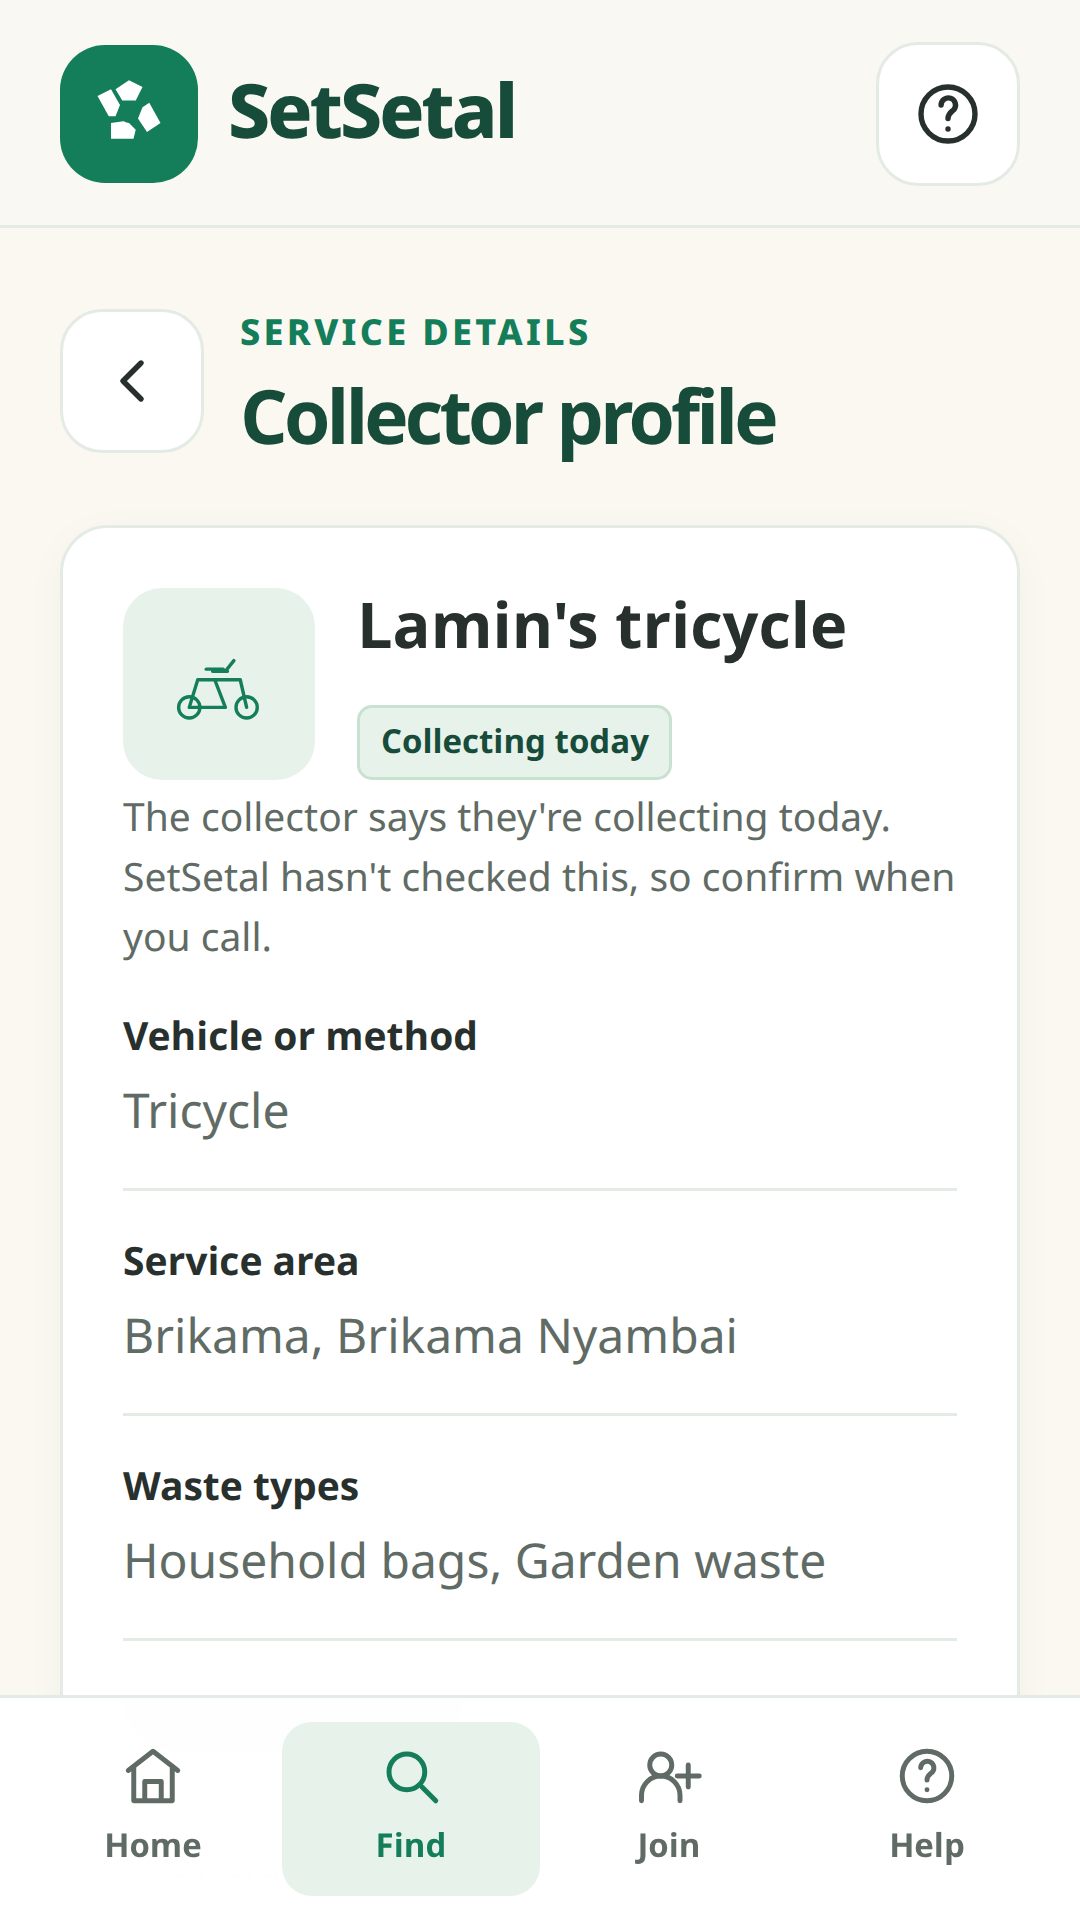 SetSetal
SERVICE DETAILS
Collector profile
Lamin's tricycle
Collecting today
The collector says they're collecting today.
SetSetal hasn't checked this, so confirm when
you call.
Vehicle or method
Tricycle
Service area
Brikama, Brikama Nyambai
Waste types
Household bags, Garden waste
Home
Find
Join
Help